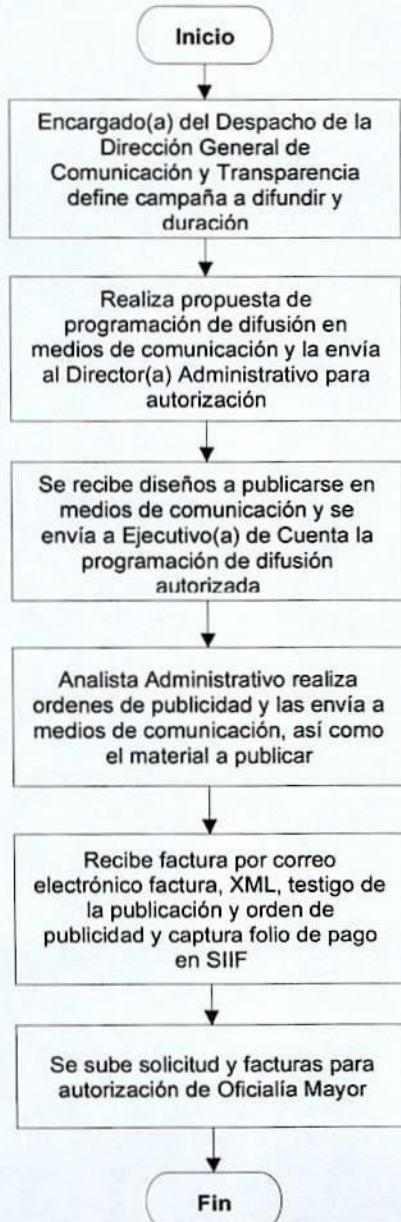 Inicio
Encargado(a) del Despacho de la
Dirección General de
Comunicación y Transparencia
define campaña a difundir y
duración
Realiza propuesta de
programación de difusión en
medios de comunicación y la envía
al Director(a) Administrativo para
autorización
Se recibe diseños a publicarse en
medios de comunicación y se
envía a Ejecutivo(a) de Cuenta la
programación de difusión
autorizada
Analista Administrativo realiza
ordenes de publicidad y las envía a
medios de comunicación, así como
el material a publicar
Recibe factura por correo
electrónico factura, XML, testigo de
la publicación y orden de
publicidad y captura folio de pago
en SIIF
Se sube solicitud y facturas para
autorización de Oficialía Mayor
Fin